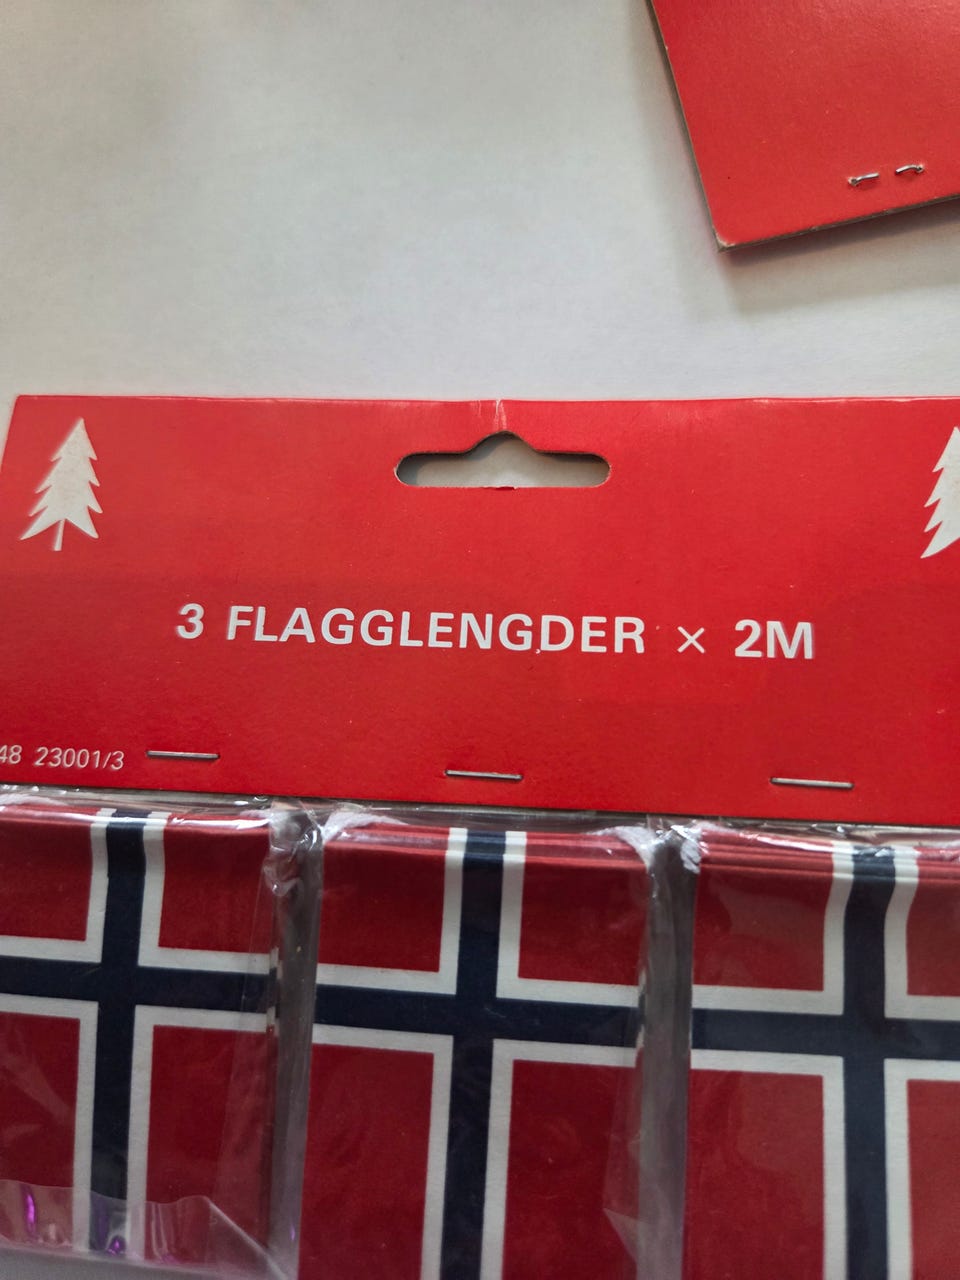 3 FLAGGLENGDER × 2M
48 23001/3